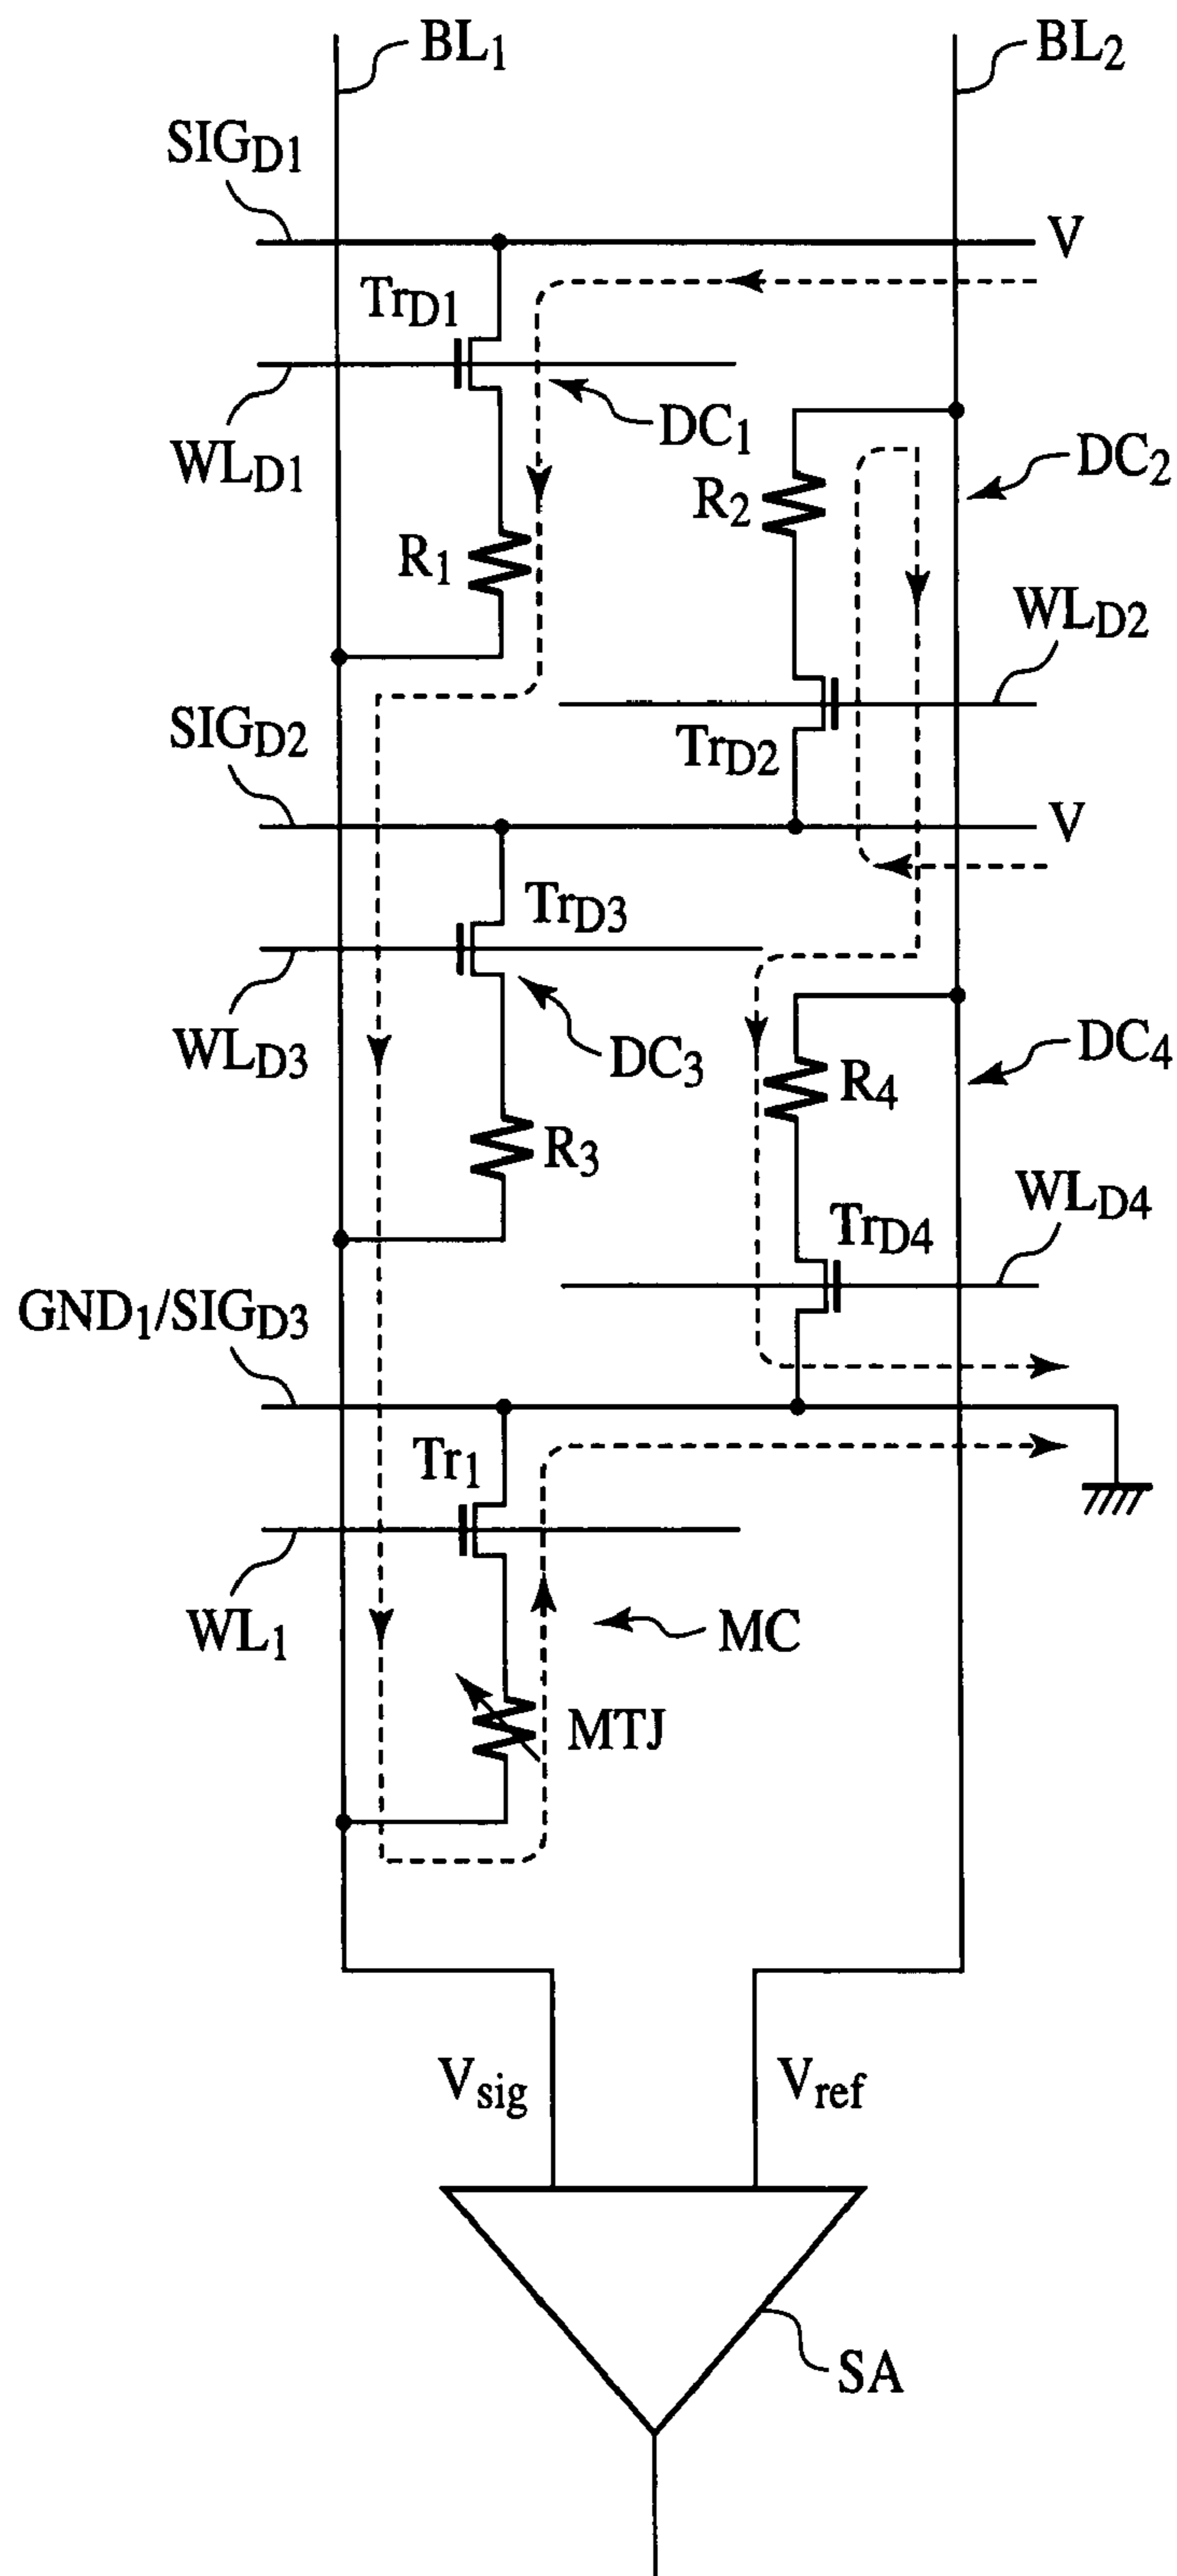 BL1
BL2
SIGD1
V
TrD1
DC1
WLD1
DC2
R2
R1
WLD2
SIGD2
TrD2
V
TrD3
WLD3
DC3
DC4
R4
R3
WLD4
TrD4
GND1/SIGD3
Tr1
WL1
MC
MTJ
Vsig
Vref
SA